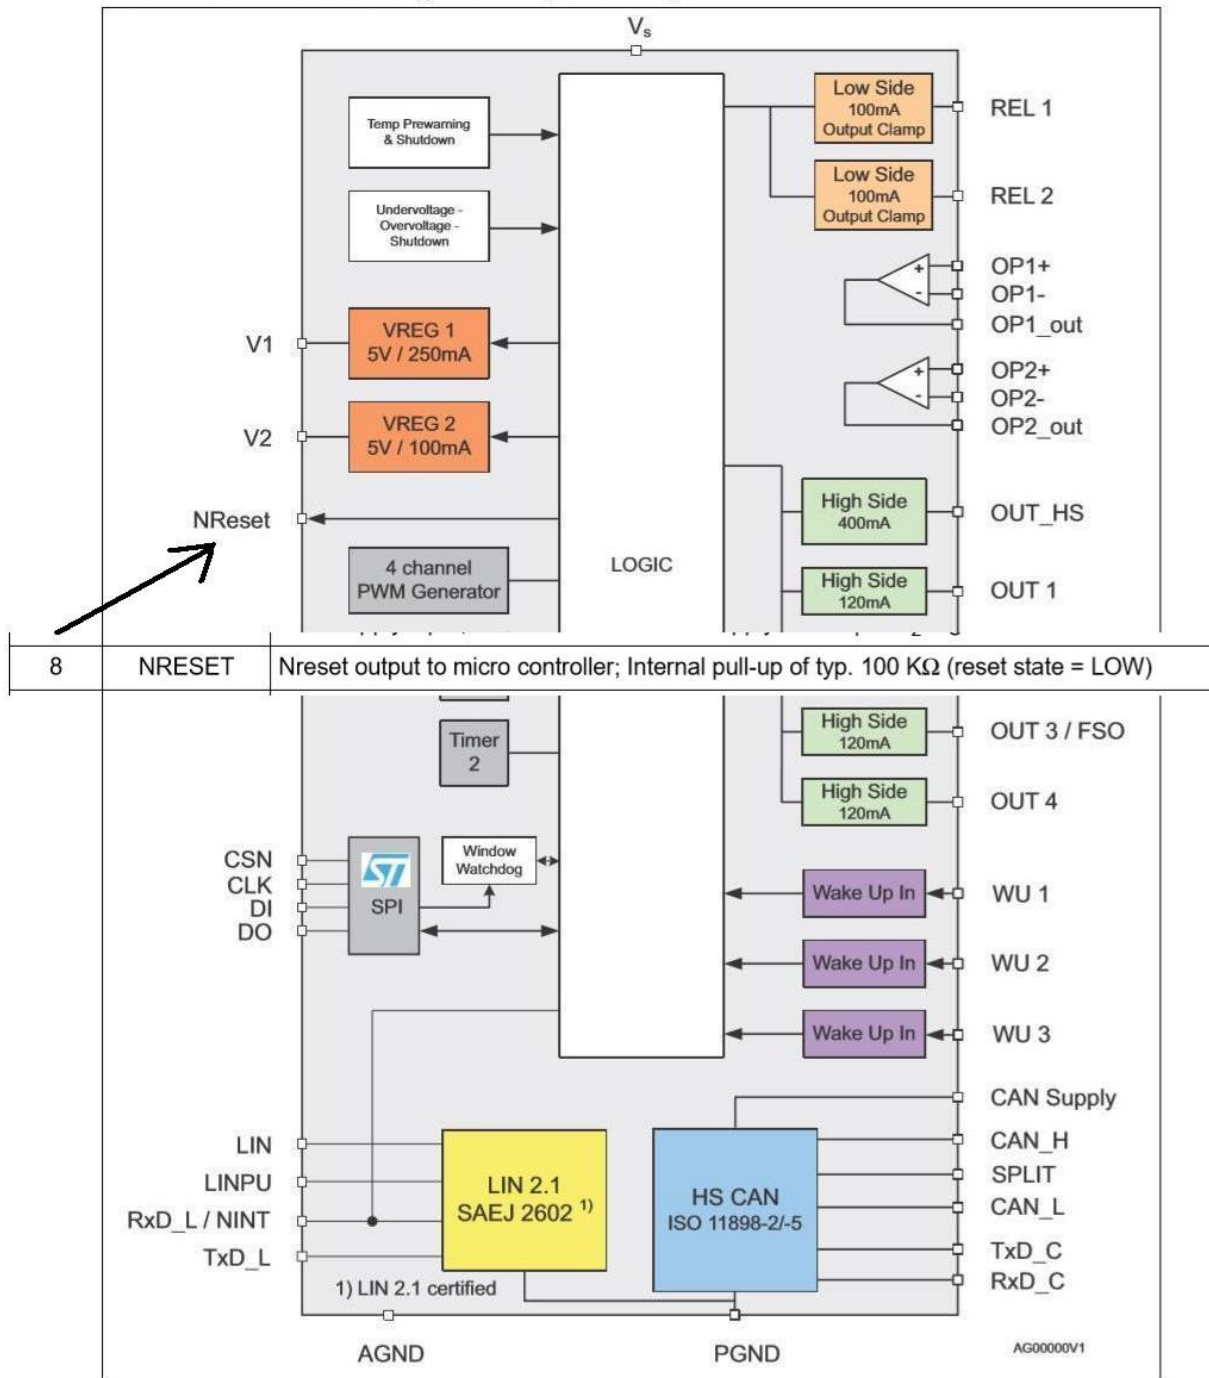 Vs
Temp Prewarning
& Shutdown
Undervoltage -
Overvoltage -
Shutdown
V1
VREG 1
5V / 250mA
V2
VREG 2
5V / 100mA
NReset
4 channel
PWM Generator
LOGIC
Low Side
100mA
Output Clamp
REL 1
Low Side
100mA
Output Clamp
REL 2
+
-
OP1+
OP1-
OP1_out
+
-
OP2+
OP2-
OP2_out
High Side
400mA
OUT_HS
High Side
120mA
OUT 1
8 NRESET Nreset output to micro controller; Internal pull-up of typ. 100 KΩ (reset state = LOW)
Timer
2
High Side
120mA
OUT 3 / FSO
High Side
120mA
OUT 4
CSN
CLK
DI
DO
ST
SPI
Window
Watchdog
Wake Up In
WU 1
Wake Up In
WU 2
Wake Up In
WU 3
CAN Supply
LIN
LINPU
RxD_L / NINT
TxD_L
LIN 2.1
SAEJ 2602 1)
1) LIN 2.1 certified
HS CAN
ISO 11898-2/-5
CAN_H
SPLIT
CAN_L
TxD_C
RxD_C
AGND
PGND
AG00000V1